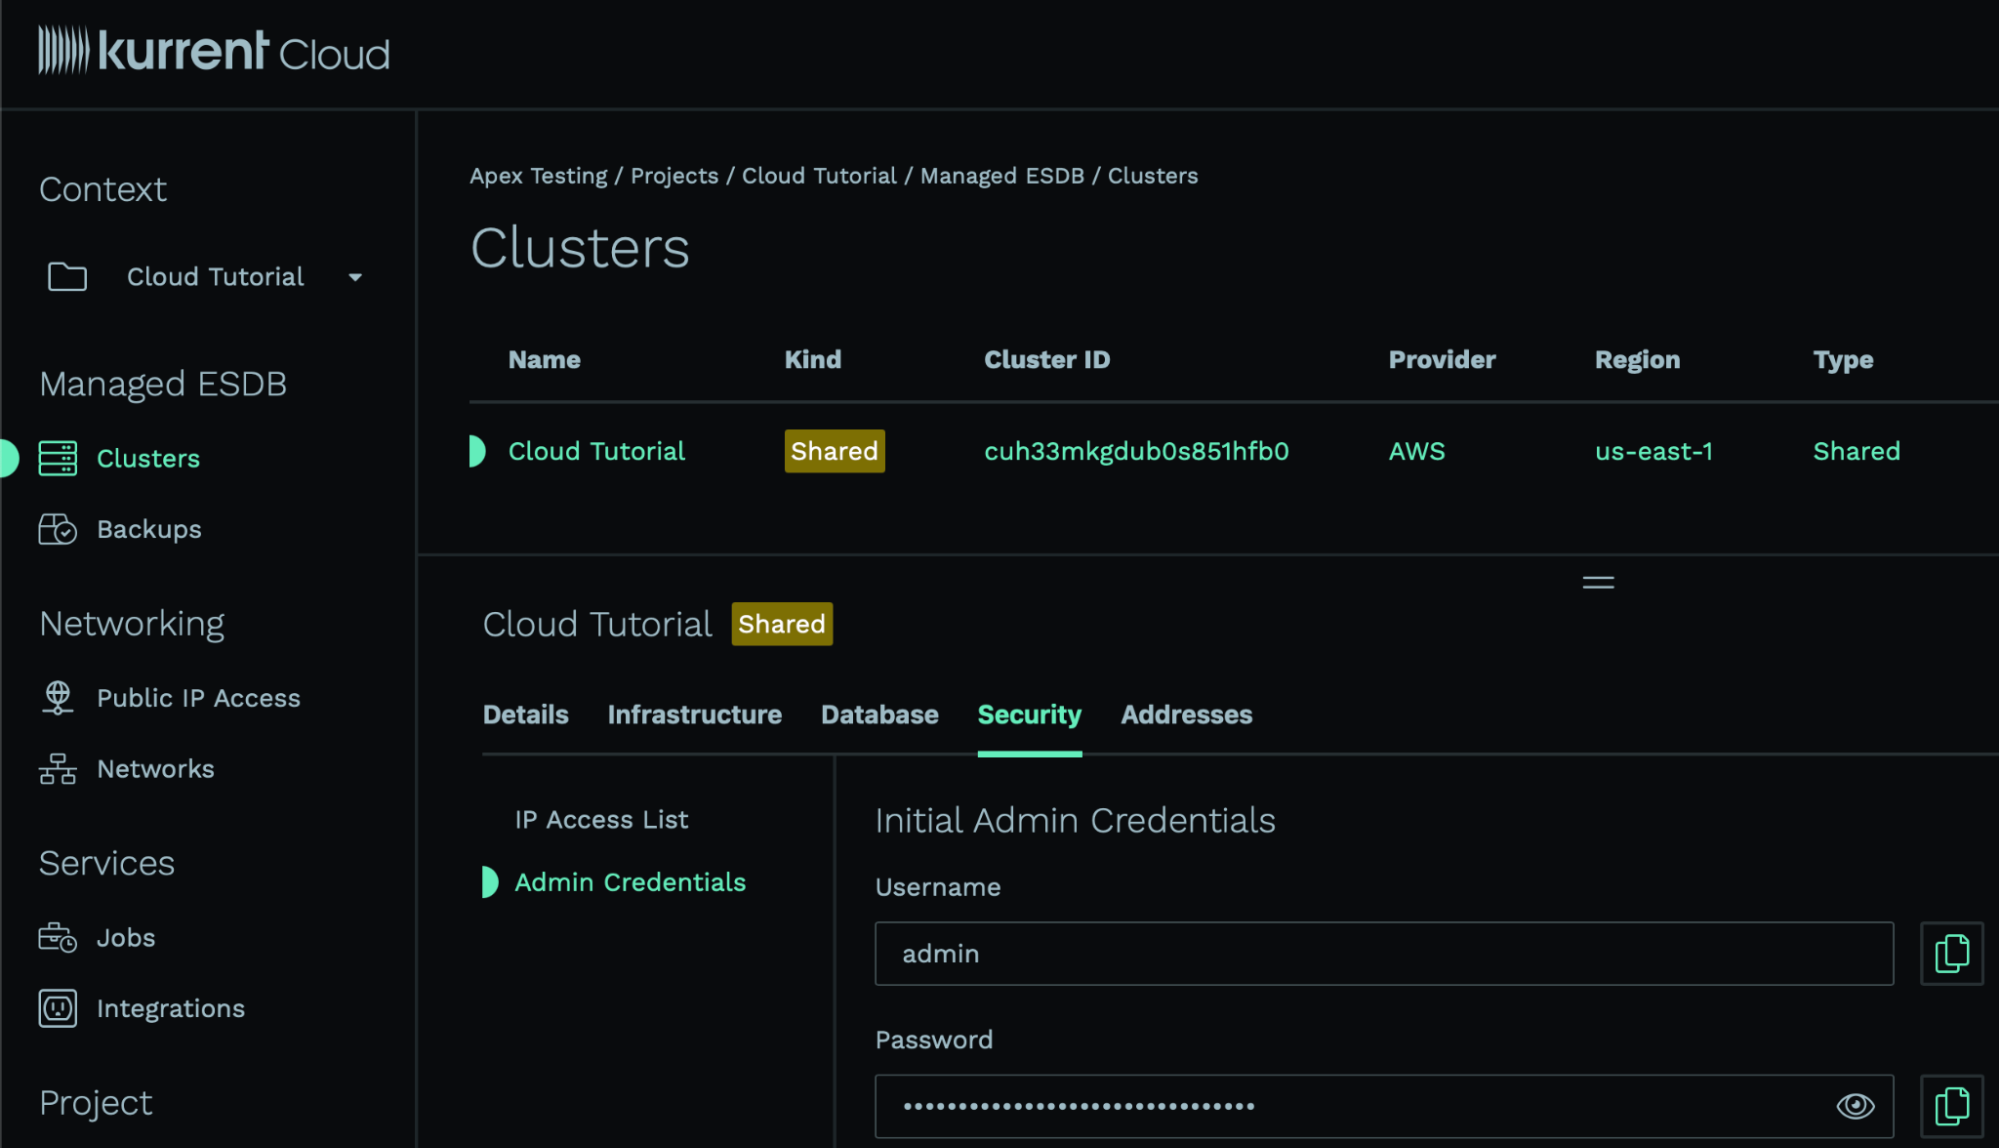 kurrent Cloud
Context
Cloud Tutorial
Managed ESDB
Clusters
Backups
Networking
Public IP Access
Networks
Services
Jobs
Integrations
Project
Apex Testing / Projects / Cloud Tutorial / Managed ESDB / Clusters
Clusters
Name Kind Cluster ID Provider Region Type
Cloud Tutorial Shared cuh33mkgdub0s851hfb0 AWS us-east-1 Shared
Cloud Tutorial Shared
Details Infrastructure Database Security Addresses
IP Access List
Admin Credentials
Initial Admin Credentials
Username
admin
Password
••••••••••••••••••••••••••••••••